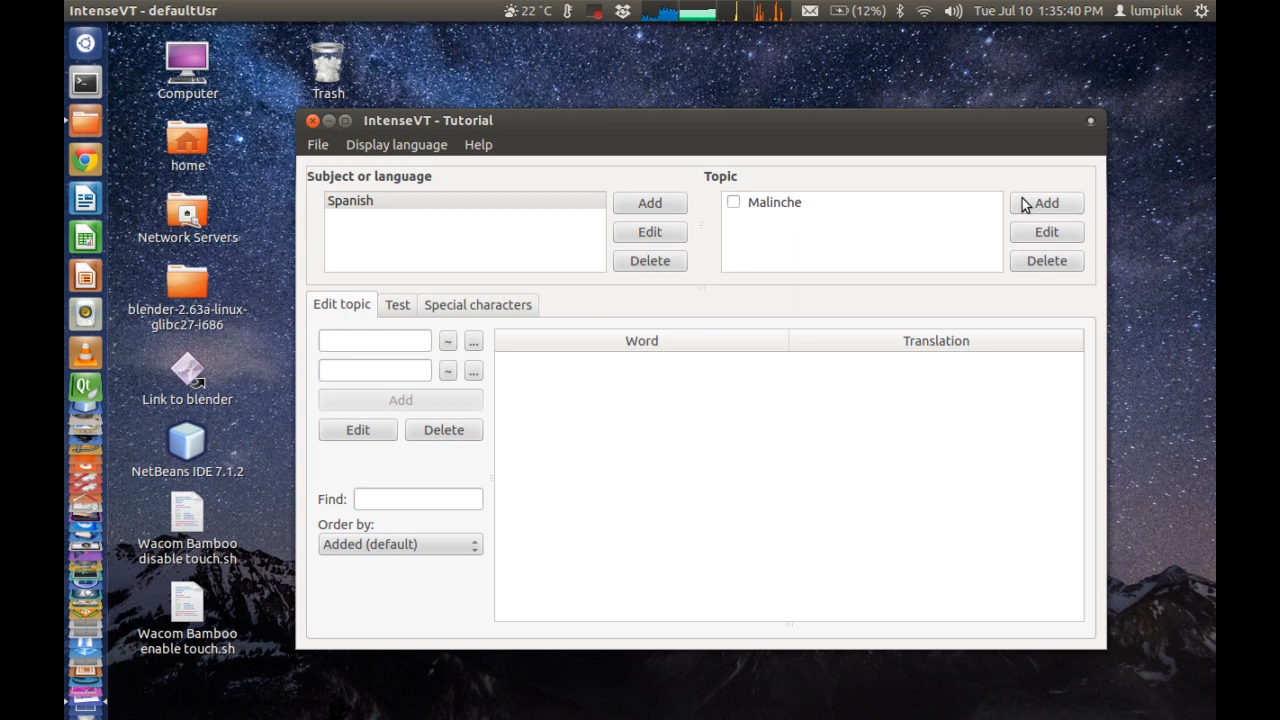 IntenseVT - defaultUsr
22 °C
(12%)
Tue Jul 10 1:35:40 PM
lumpiluk
Computer
Trash
home
Network Servers
blender-2.63a-linux-
glibc27-i686
Link to blender
NetBeans IDE 7.1.2
Wacom Bamboo
disable touch.sh
Wacom Bamboo
enable touch.sh
Qt
IntenseVT - Tutorial
File Display language Help
Subject or language
Topic
Spanish
Add
Edit
Delete
Malinche
Add
Edit
Delete
Edit topic Test Special characters
~ ...
~ ...
Add
Edit Delete
Find:
Order by:
Added (default)
Word Translation